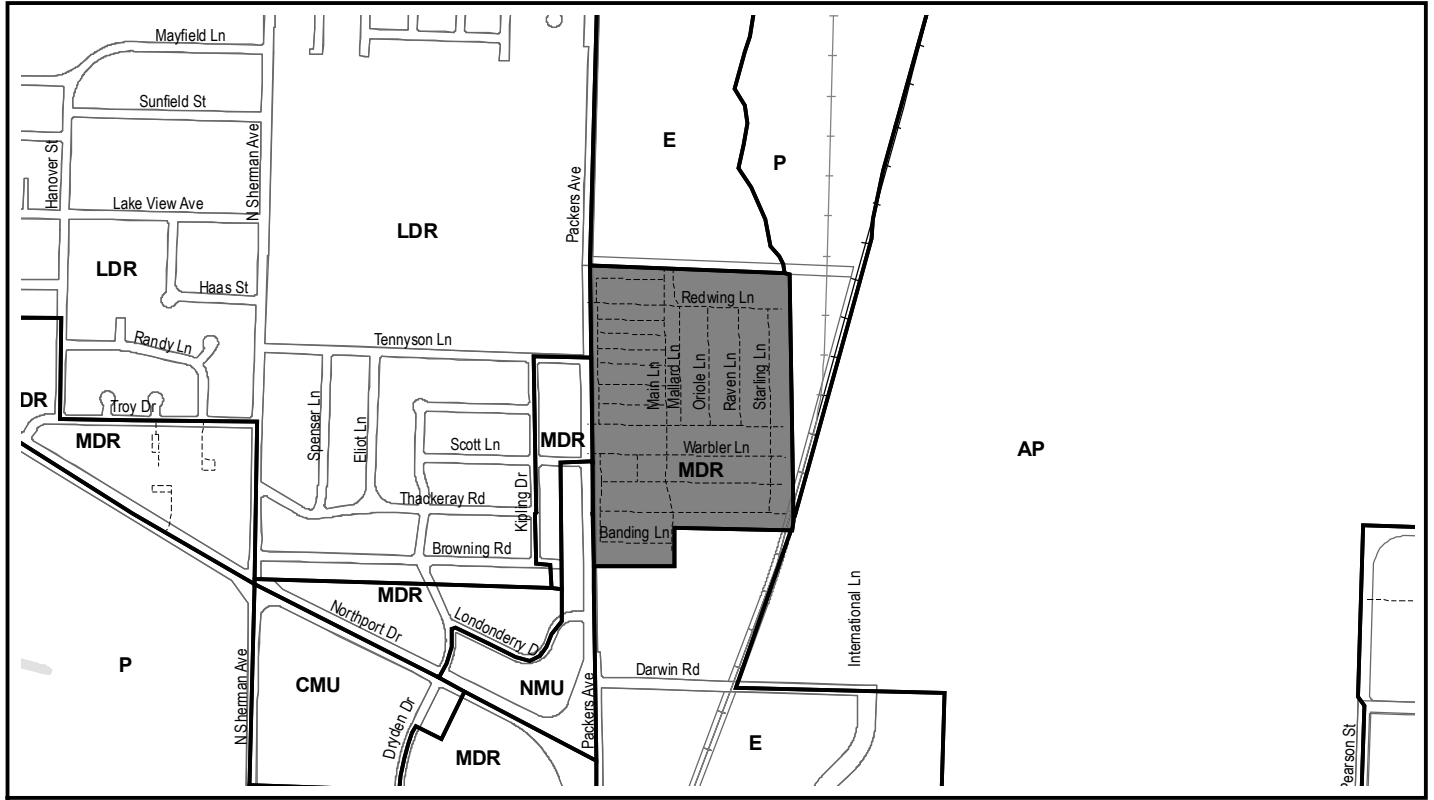 Mayfield Ln
Sunfield St
Hanover St
N Sherman Ave
Lake View Ave
Packers Ave
E
P
LDR
LDR
Haas St
Redwing Ln
Randy Ln
Tennyson Ln
Main Ln
Mallard Ln
Oriole Ln
Raven Ln
Starling Ln
DR
Troy Dr
MDR
Spenser Ln
Eliot Ln
Scott Ln
MDR
Warbler Ln
MDR
AP
Thackeray Rd
Kipling Dr
Banding Ln
Browning Rd
MDR
Northport Dr
Londonderry D
International Ln
P
N Sherman Ave
CMU
NMU
Darwin Rd
Packers Ave
Dryden Dr
MDR
E
Pearson St